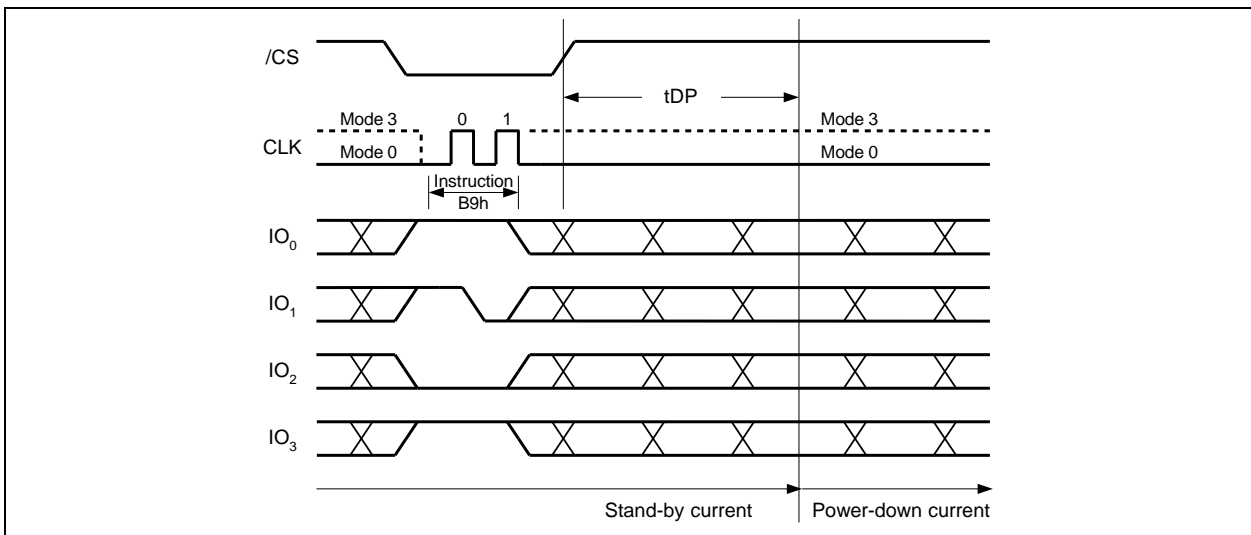 /CS
tDP
Mode 3 0 1 Mode 3
CLK
Mode 0 Mode 0
Instruction
B9h
IO0
IO1
IO2
IO3
Stand-by current Power-down current